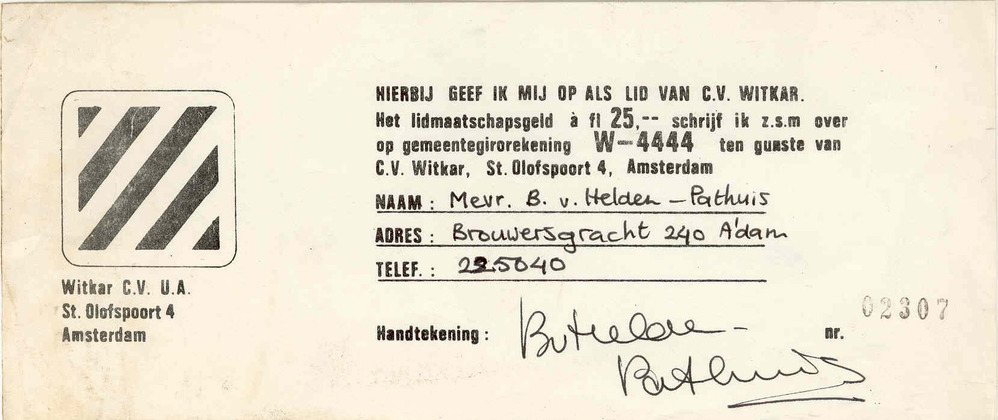 HIERBIJ GEEF IK MIJ OP ALS LID VAN C.V. WITKAR.
Het lidmaatschapsgeld à fl 25,-- schrijf ik z.s.m over
op gemeentegirorekening W-4444 ten gunste van
C.V. Witkar, St. Olofspoort 4, Amsterdam
NAAM : Mevr. B. v. Helden - Pathuis
ADRES : Brouwersgracht 240 A'dam
TELEF. : 225040
Witkar C.V. U.A.
St. Olofspoort 4
Amsterdam
Handtekening : BvHelden-
Pathuis
nr. 02307